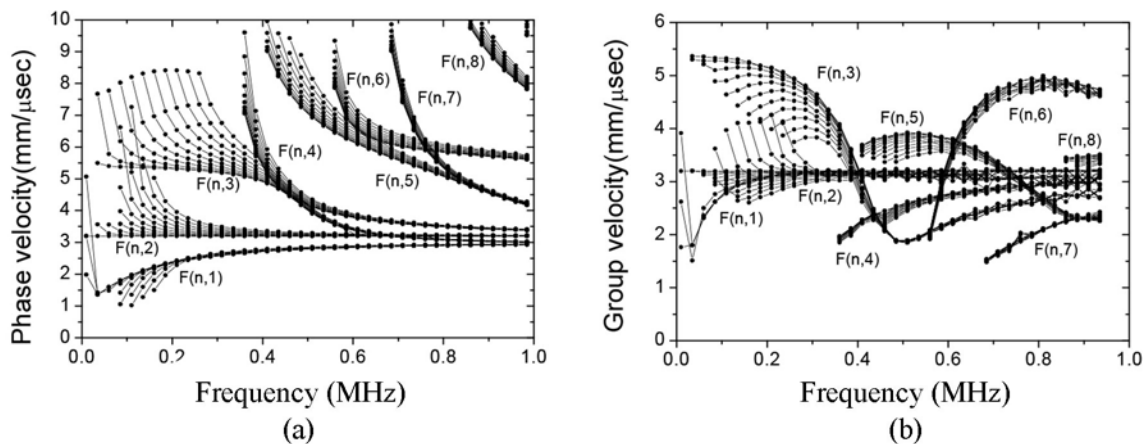 10
9
8
7
6
5
4
3
2
1
0
Phase velocity(mm/μsec)
F(n,1)
F(n,2)
F(n,3)
F(n,4)
F(n,5)
F(n,6)
F(n,7)
F(n,8)
0.0 0.2 0.4 0.6 0.8 1.0
Frequency (MHz)
(a)
6
5
4
3
2
1
0
Group velocity(mm/μsec)
F(n,3)
F(n,5)
F(n,6)
F(n,8)
F(n,1)
F(n,2)
F(n,4)
F(n,7)
0.0 0.2 0.4 0.6 0.8 1.0
Frequency (MHz)
(b)